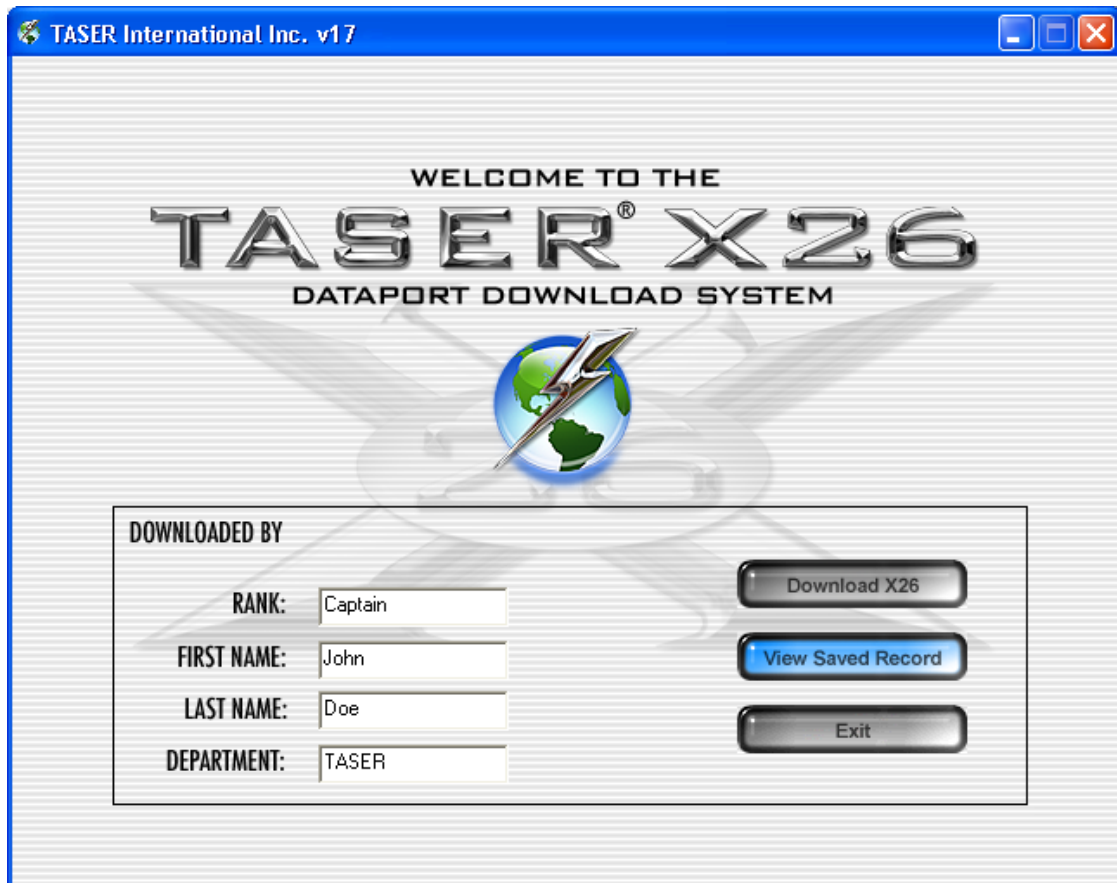 TASER International Inc. v17
WELCOME TO THE
TASER® X26
DATAPORT DOWNLOAD SYSTEM
DOWNLOADED BY
RANK: Captain
FIRST NAME: John
LAST NAME: Doe
DEPARTMENT: TASER
Download X26
View Saved Record
Exit